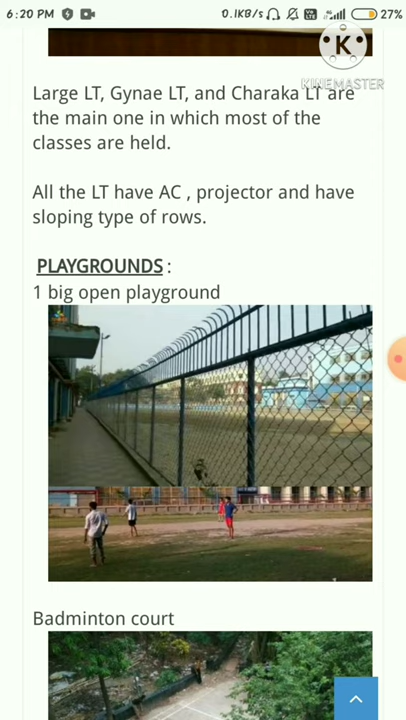 6:20 PM
0.1KB/s
27%
K
KINEMASTER
Large LT, Gynae LT, and Charaka LT are
the main one in which most of the
classes are held.
All the LT have AC , projector and have
sloping type of rows.
PLAYGROUNDS :
1 big open playground
Badminton court